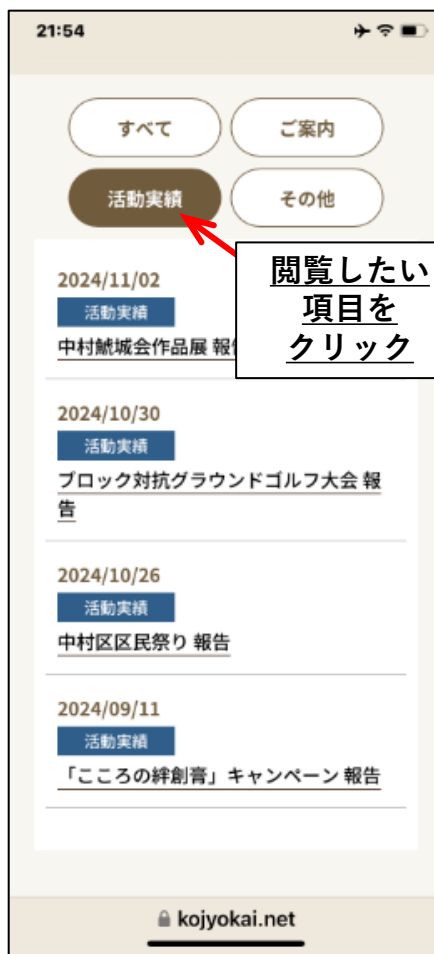 21:54
すべて
ご案内
活動実績
その他
閲覧したい
項目を
クリック
2024/11/02
活動実績
中村鯱城会作品展 報
2024/10/30
活動実績
ブロック対抗グラウンドゴルフ大会 報
告
2024/10/26
活動実績
中村区区民祭り 報告
2024/09/11
活動実績
「こころの絆創膏」キャンペーン 報告
kojyokai.net